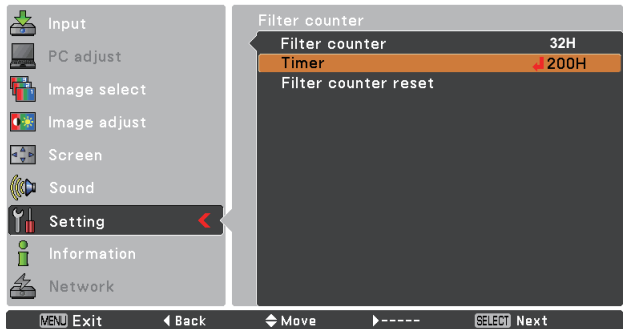 Input
PC adjust
Image select
Image adjust
Screen
Sound
Setting
Information
Network
Filter counter
Filter counter 32H
Timer 200H
Filter counter reset
MENU Exit Back Move ----- SELECT Next